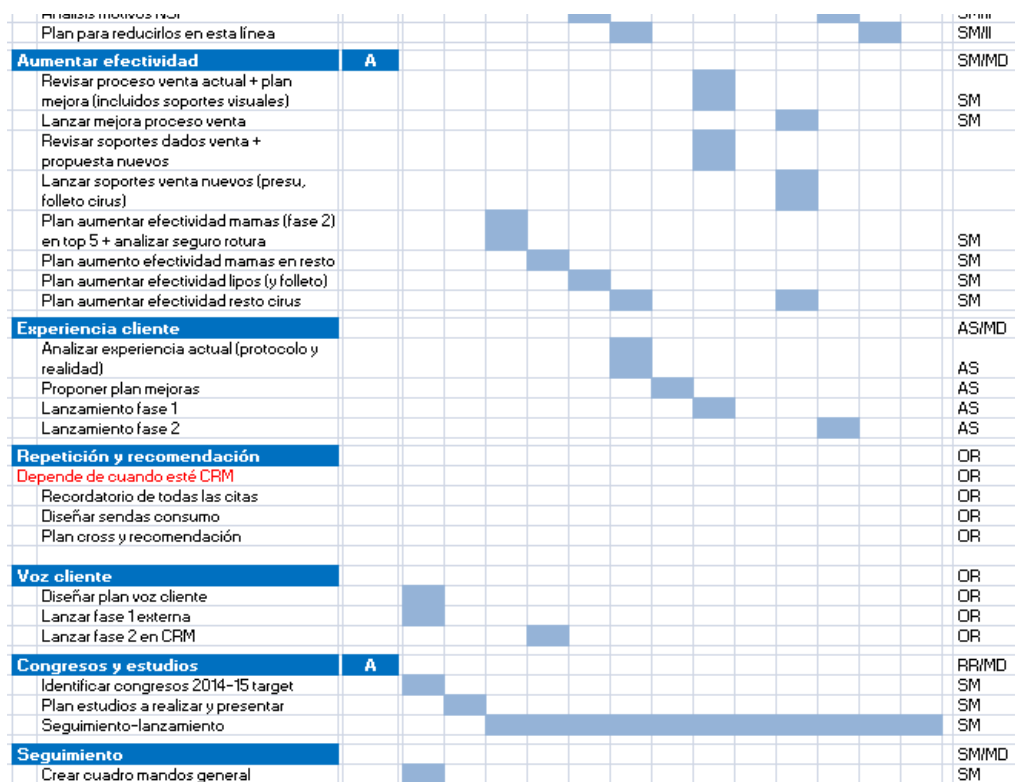 Análisis motivos NSI SM/II
Plan para reducirlos en esta línea SM/II
Aumentar efectividad A SM/MD
Revisar proceso venta actual + plan
mejora (incluidos soportes visuales) SM
Lanzar mejora proceso venta SM
Revisar soportes dados venta +
propuesta nuevos
Lanzar soportes venta nuevos (presu,
folleto cirus)
Plan aumentar efectividad mamas (fase 2)
en top 5 + analizar seguro rotura SM
Plan aumento efectividad mamas en resto SM
Plan aumentar efectividad lipos (y folleto) SM
Plan aumentar efectividad resto cirus SM
Experiencia cliente AS/MD
Analizar experiencia actual (protocolo y
realidad) AS
Proponer plan mejoras AS
Lanzamiento fase 1 AS
Lanzamiento fase 2 AS
Repetición y recomendación OR
Depende de cuando esté CRM OR
Recordatorio de todas las citas OR
Diseñar sendas consumo OR
Plan cross y recomendación OR
Voz cliente OR
Diseñar plan voz cliente OR
Lanzar fase 1 externa OR
Lanzar fase 2 en CRM OR
Congresos y estudios A RR/MD
Identificar congresos 2014-15 target SM
Plan estudios a realizar y presentar SM
Seguimiento-lanzamiento SM
Seguimiento SM/MD
Crear cuadro mandos general SM